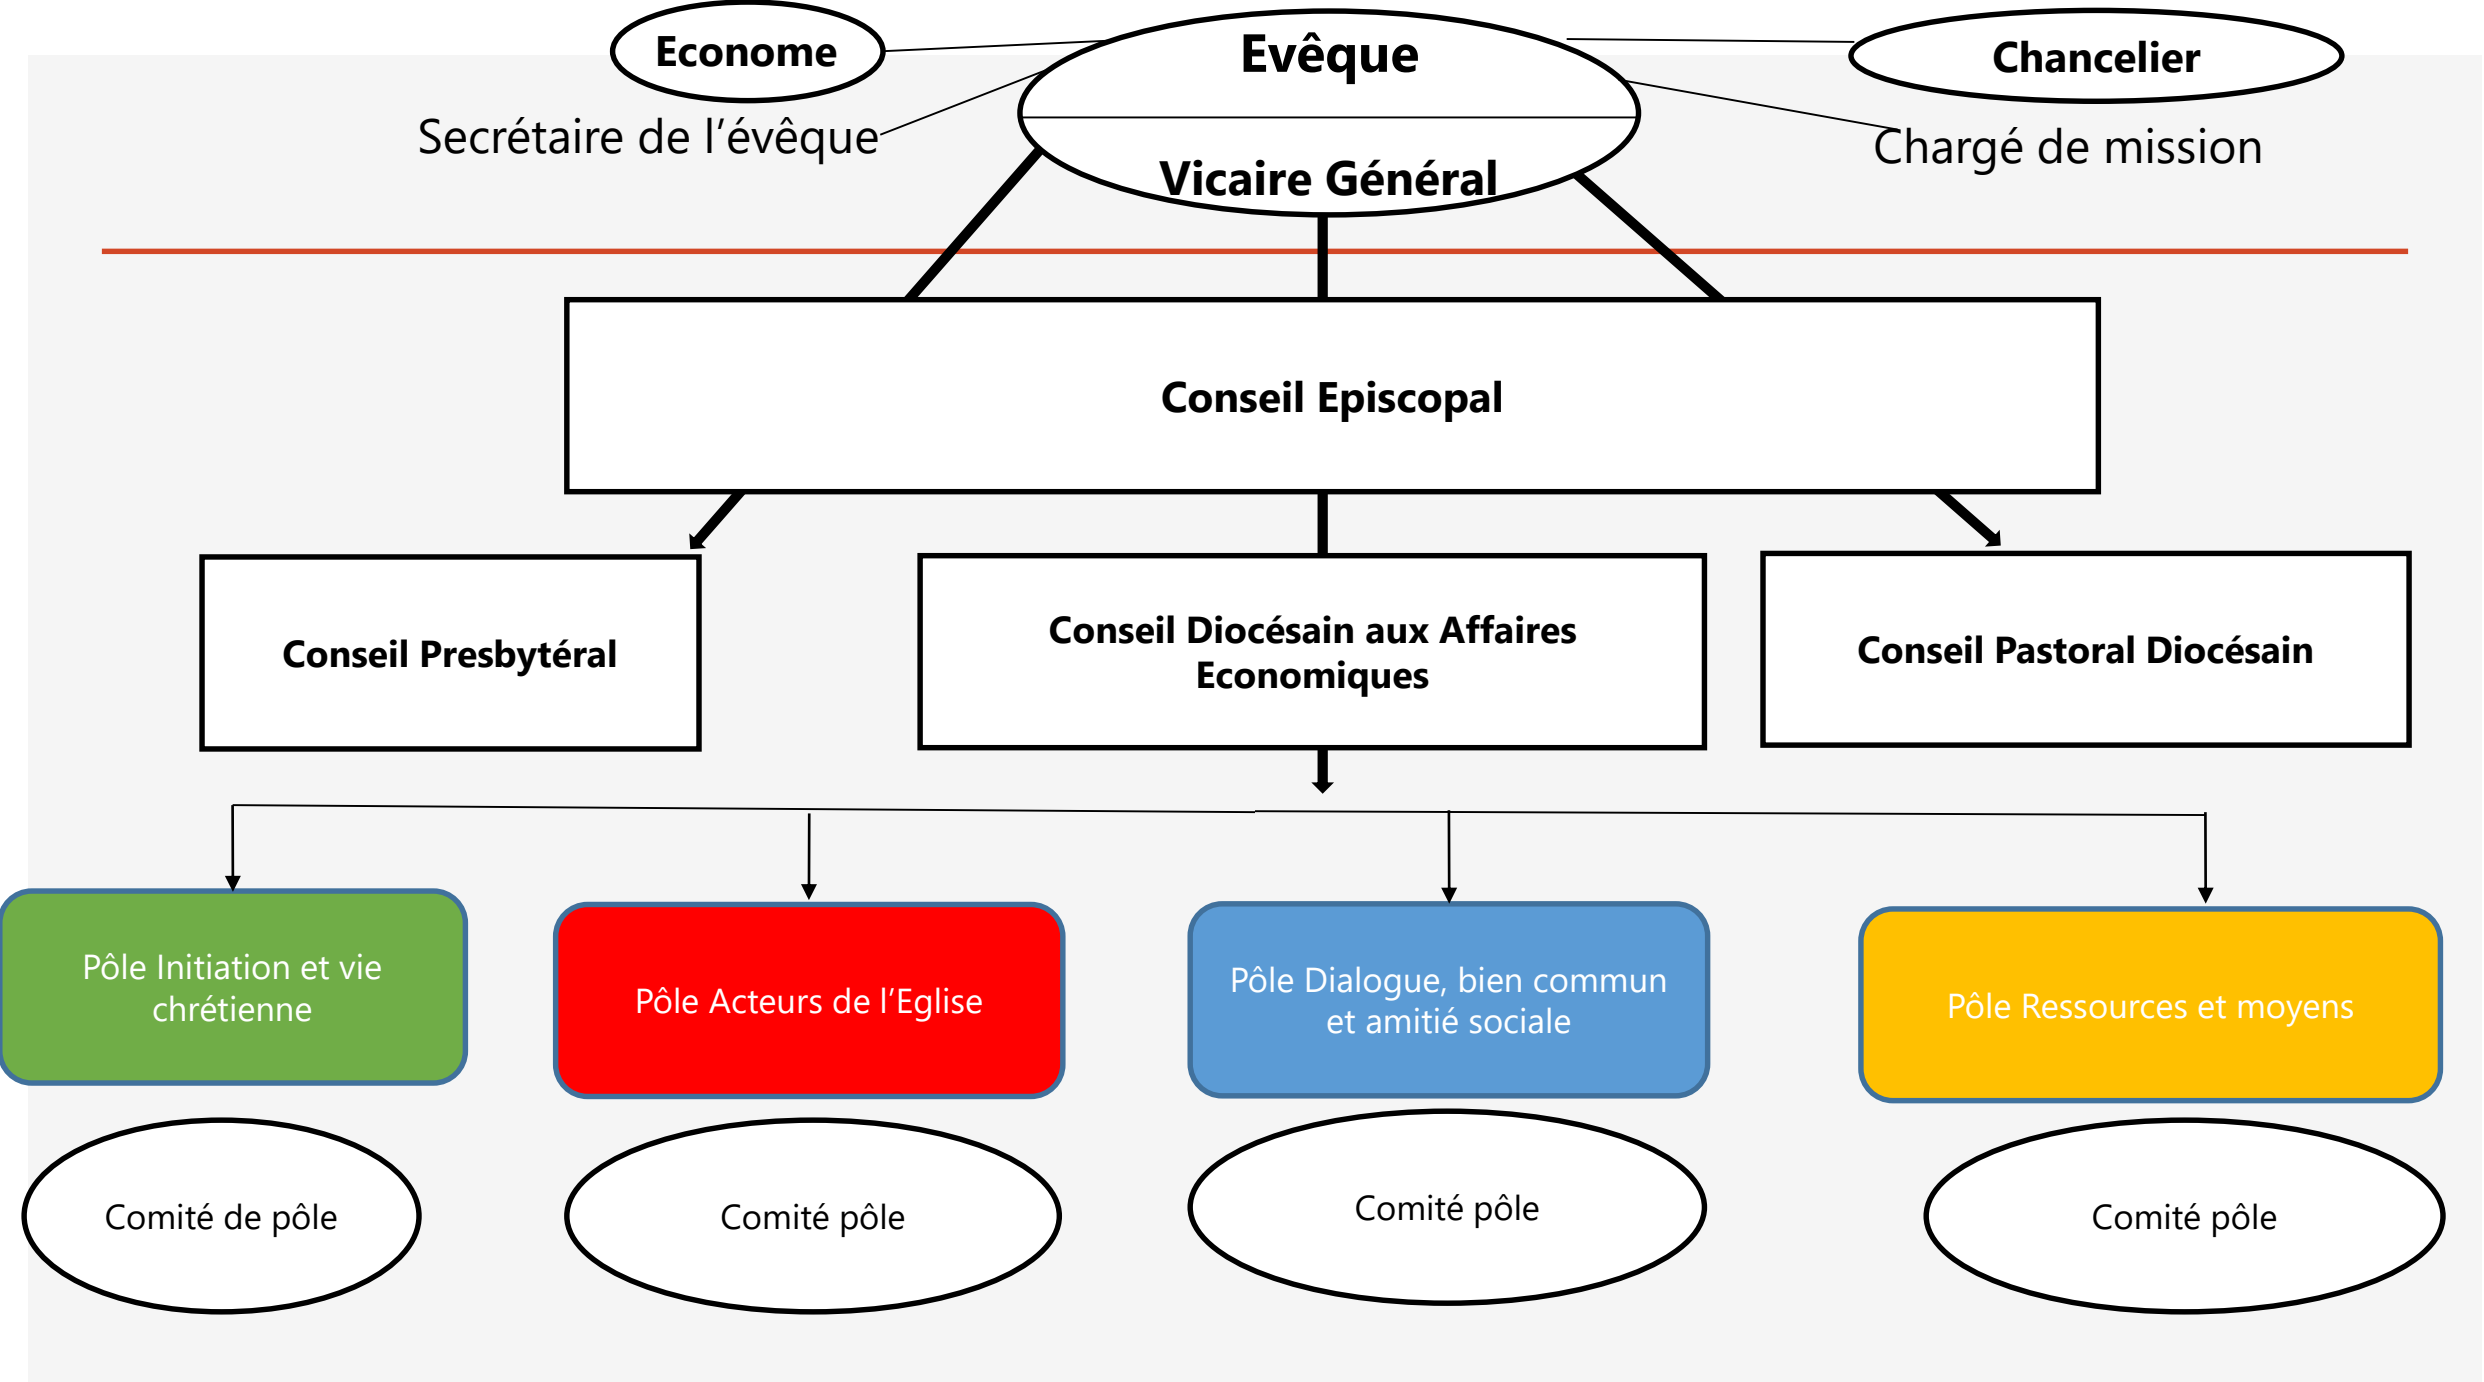 Econome
Evêque
Chancelier
Secrétaire de l’évêque
Chargé de mission
Vicaire Général
Conseil Episcopal
Conseil Presbytéral
Conseil Diocésain aux Affaires
Economiques
Conseil Pastoral Diocésain
Pôle Initiation et vie
chrétienne
Pôle Acteurs de l’Eglise
Pôle Dialogue, bien commun
et amitié sociale
Pôle Ressources et moyens
Comité de pôle
Comité pôle
Comité pôle
Comité pôle